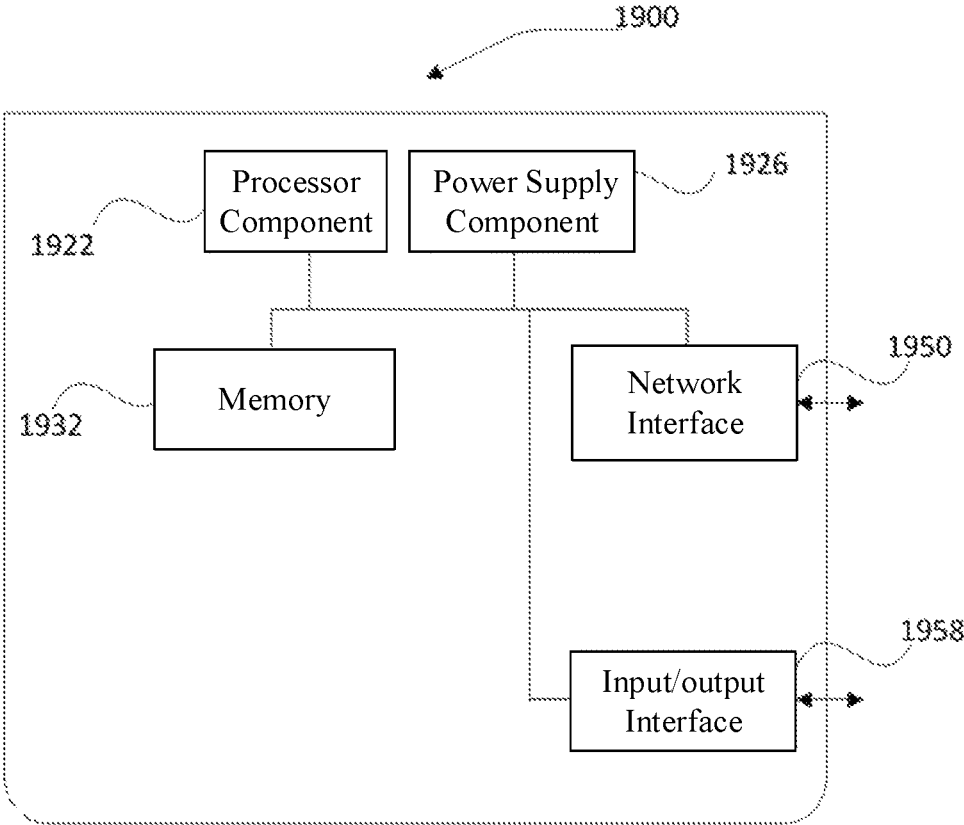 1900
Processor
Component
Power Supply
Component
1926
1922
1950
Memory
Network
Interface
1932
1958
Input/output
Interface